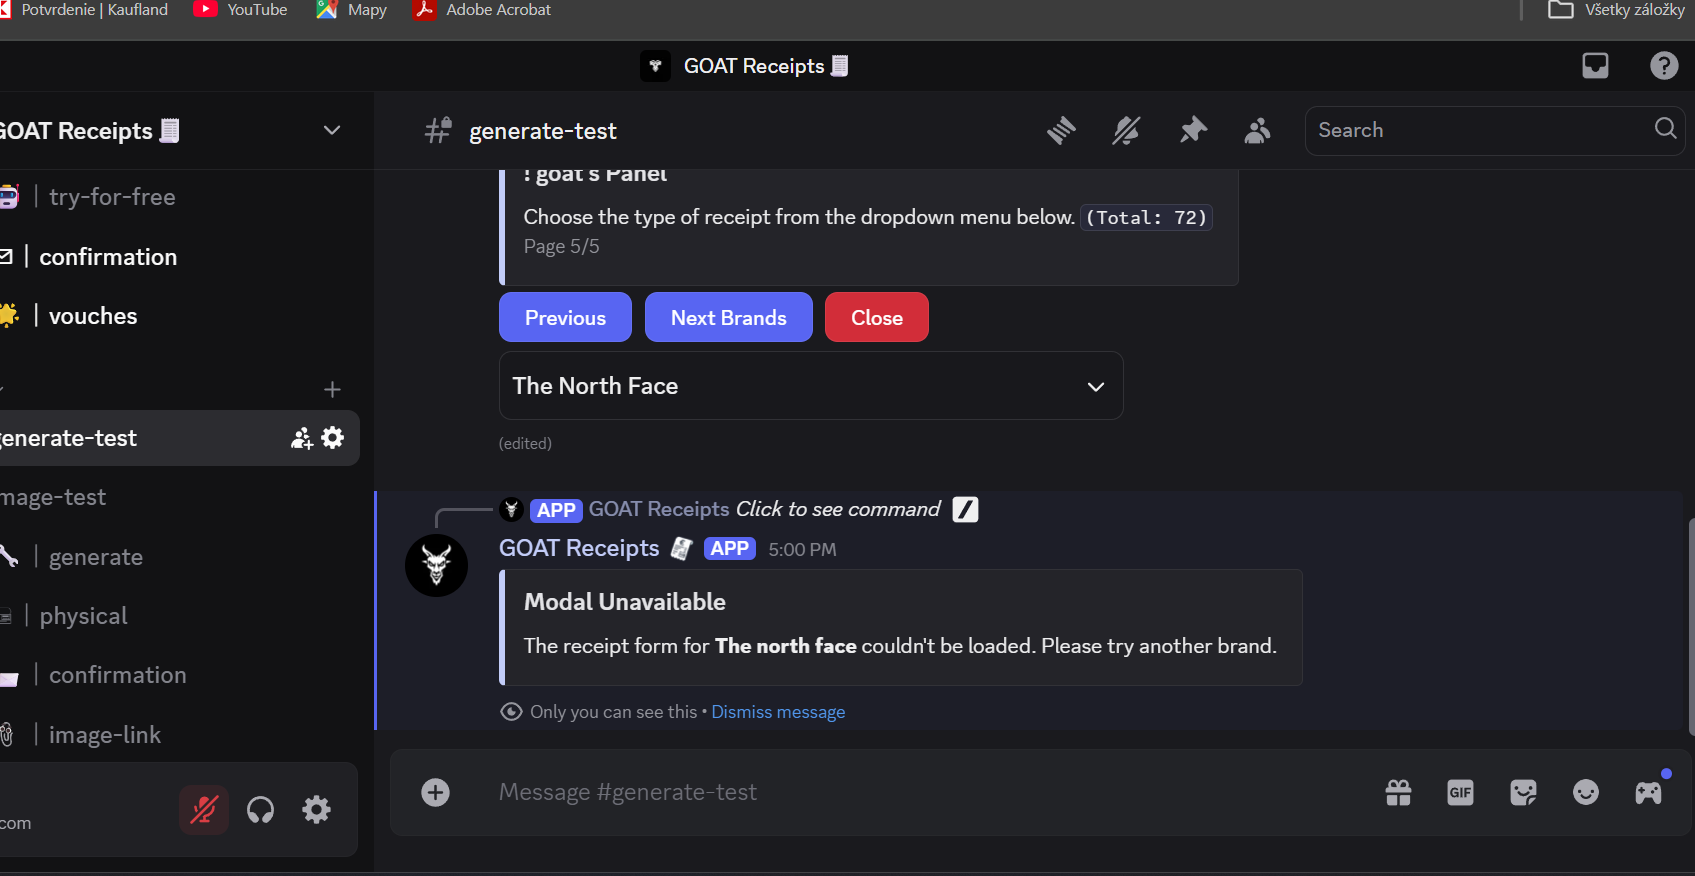 Potvrdenie | Kaufland
YouTube
Mapy
Adobe Acrobat
Všetky záložky
GOAT Receipts
GOAT Receipts
generate-test
Search
try-for-free
confirmation
vouches
generate-test
image-test
generate
physical
confirmation
image-link
com
! goat's Panel
Choose the type of receipt from the dropdown menu below. (Total: 72)
Page 5/5
Previous
Next Brands
Close
The North Face
(edited)
APP GOAT Receipts Click to see command
GOAT Receipts APP 5:00 PM
Modal Unavailable
The receipt form for The north face couldn't be loaded. Please try another brand.
Only you can see this • Dismiss message
Message #generate-test
GIF